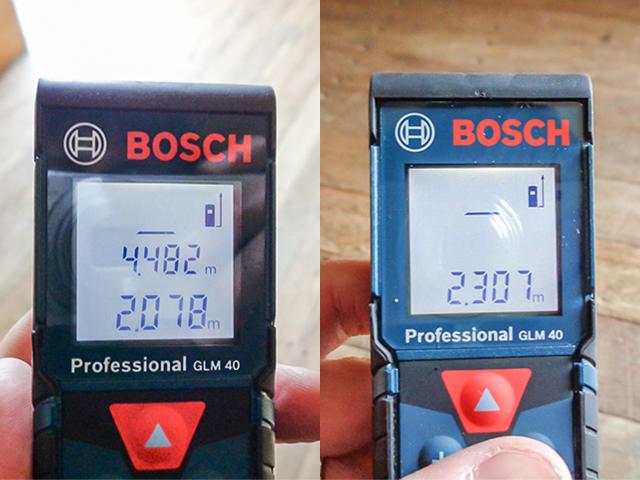 BOSCH
4.482 m
2.078 m
Professional GLM 40
BOSCH
2.307 m
Professional GLM 40